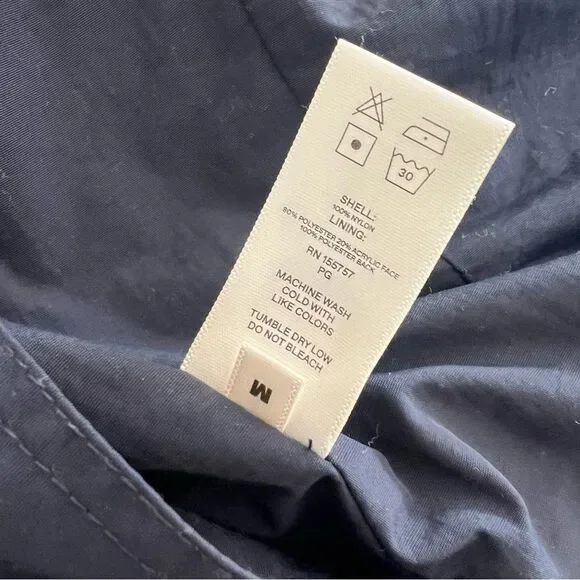 30
SHELL:
100% NYLON
LINING:
80% POLYESTER 20% ACRYLIC FACE
100% POLYESTER BACK
RN 155757
PG
MACHINE WASH
COLD WITH
LIKE COLORS
TUMBLE DRY LOW
DO NOT BLEACH
M